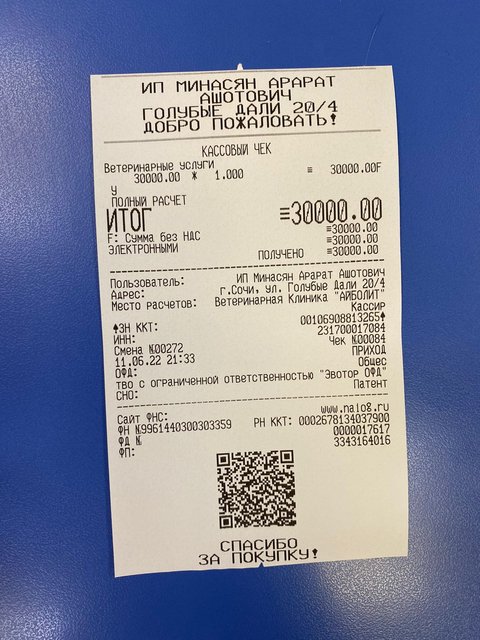 ИП МИНАСЯН АРАРАТ
АШОТОВИЧ
ГОЛУБЫЕ ДАЛИ 20/4
ДОБРО ПОЖАЛОВАТЬ!
КАССОВЫЙ ЧЕК
Ветеринарные услуги
30000.00 * 1.000 = 30000.00F
У
ПОЛНЫЙ РАСЧЕТ
ИТОГ =30000.00
=30000.00
F: Сумма без НДС =30000.00
ЭЛЕКТРОННЫМИ
ПОЛУЧЕНО =30000.00
Пользователь: ИП Минасян Арарат Ашотович
Адрес: г.Сочи, ул. Голубые Дали 20/4
Место расчетов: Ветеринарная Клиника "АЙБОЛИТ"
Кассир
ЗН ККТ: 00106908813265
ИНН: 231700017084
Смена №00272 Чек №00084
11.06.22 21:33 ПРИХОД
ОФД: Общес
тво с ограниченной ответственностью "Эвотор ОФД"
СНО: Патент
Сайт ФНС: www.nalog.ru
ФН №9961440300303359 РН ККТ: 0002678134037900
ФД № 0000017617
ФП: 3343164016
СПАСИБО
ЗА ПОКУПКУ!